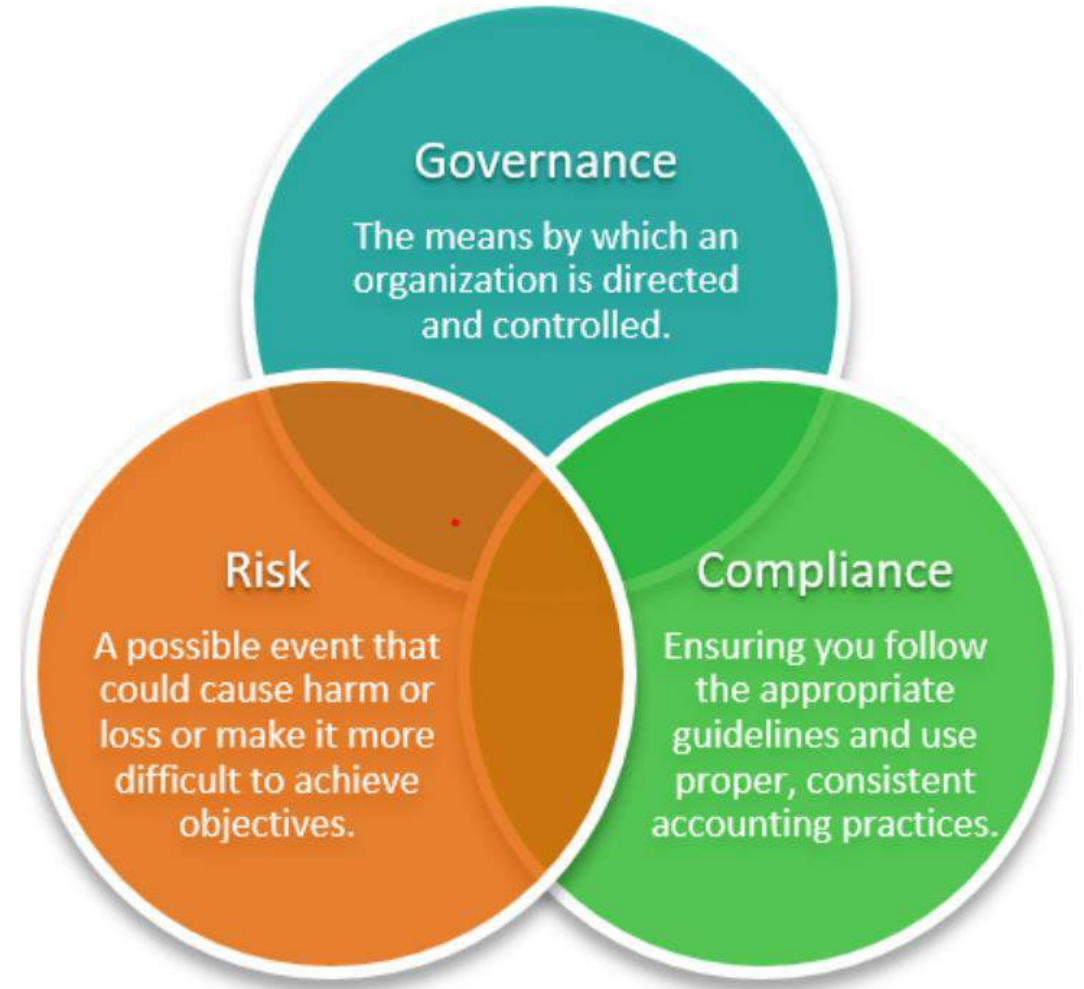 Governance
The means by which an
organization is directed
and controlled.
Risk
A possible event that
could cause harm or
loss or make it more
difficult to achieve
objectives.
Compliance
Ensuring you follow
the appropriate
guidelines and use
proper, consistent
accounting practices.